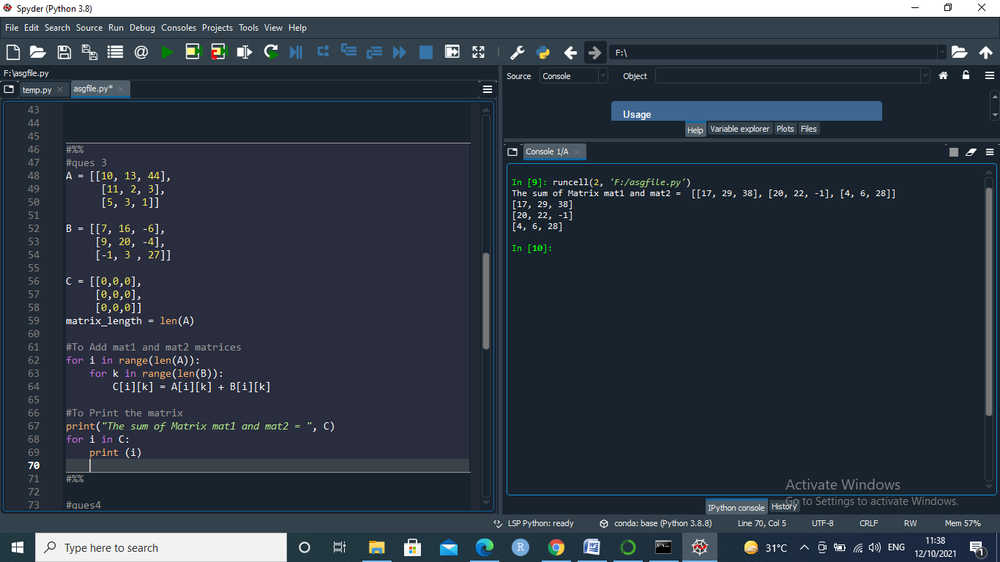 Spyder (Python 3.8)
File Edit Search Source Run Debug Consoles Projects Tools View Help
F:\
F:\asgfile.py
temp.py
asgfile.py*
43
44
45
46 #%%
47 #ques 3
48 A = [[10, 13, 44],
49 [11, 2, 3],
50 [5, 3, 1]]
51
52 B = [[7, 16, -6],
53 [9, 20, -4],
54 [-1, 3 , 27]]
55
56 C = [[0,0,0],
57 [0,0,0],
58 [0,0,0]]
59 matrix_length = len(A)
60
61 #To Add mat1 and mat2 matrices
62 for i in range(len(A)):
63 for k in range(len(B)):
64 C[i][k] = A[i][k] + B[i][k]
65
66 #To Print the matrix
67 print("The sum of Matrix mat1 and mat2 = ", C)
68 for i in C:
69 print (i)
70
71 #%%
72
73 #ques4
Source Console Object
Usage
Help Variable explorer Plots Files
Console 1/A
In [9]: runcell(2, 'F:/asgfile.py')
The sum of Matrix mat1 and mat2 = [[17, 29, 38], [20, 22, -1], [4, 6, 28]]
[17, 29, 38]
[20, 22, -1]
[4, 6, 28]
In [10]:
Activate Windows
Go to Settings to activate Windows.
IPython console History
LSP Python: ready conda: base (Python 3.8.8) Line 70, Col 5 UTF-8 CRLF RW Mem 57%
Type here to search
R
W
31°C
ENG
11:38
12/10/2021
1